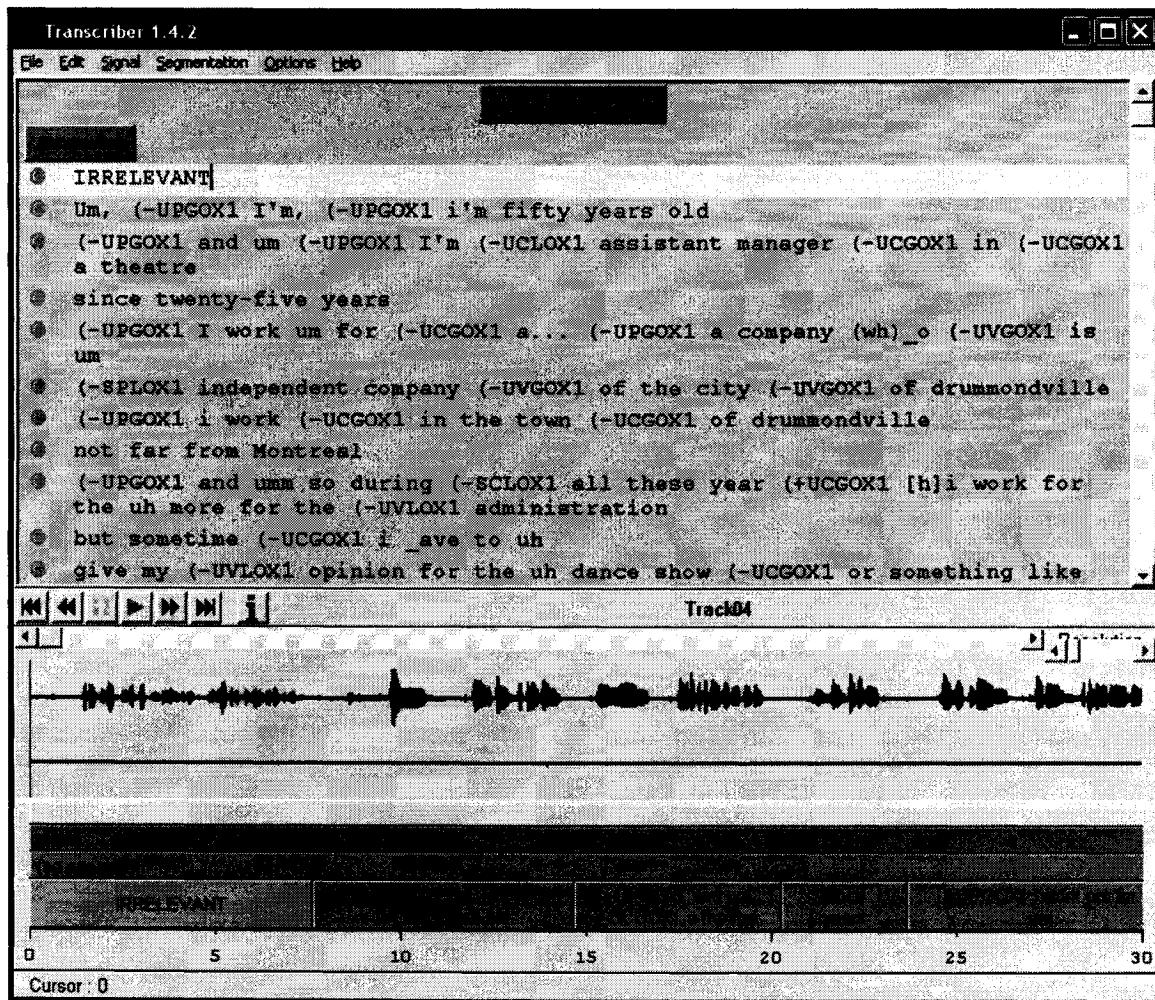 Transcriber 1.4.2
File Edit Signal Segmentation Options Help
IRRELEVANT
Um, (-UPGOX1 I'm, (-UPGOX1 i'm fifty years old
(-UPGOX1 and um (-UPGOX1 I'm (-UCLOX1 assistant manager (-UCGOX1 in (-UCGOX1
a theatre
since twenty-five years
(-UPGOX1 I work um for (-UCGOX1 a... (-UPGOX1 a company (wh)_o (-UVGOX1 is
um
(-SPLOX1 independent company (-UVGOX1 of the city (-UVGOX1 of drummondville
(-UPGOX1 i work (-UCGOX1 in the town (-UCGOX1 of drummondville
not far from Montreal
(-UPGOX1 and umm so during (-SCLOX1 all these year (+UCGOX1 [h]i work for
the uh more for the (-UVLOX1 administration
but sometime (-UCGOX1 i _ave to uh
give my (-UVLOX1 opinion for the uh dance show (-UCGOX1 or something like
Track04
IRRELEVANT
0 5 10 15 20 25 30
Cursor : 0